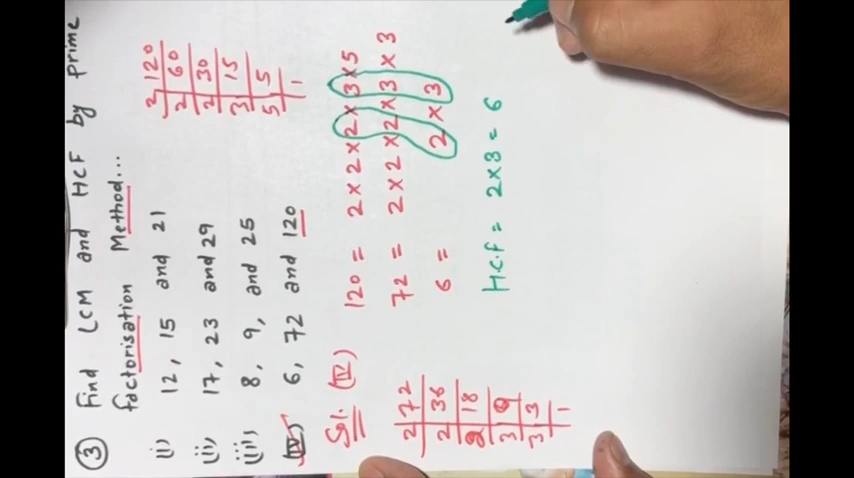 ③ Find LCM and HCF by prime
factorisation Method...
(i) 12, 15 and 21
(ii) 17, 23 and 29
(iii) 8, 9, and 25
(iv) 6, 72 and 120
2 120
2 60
2 30
3 15
5 5
1
Sol. (iv)
120 = 2 × 2 × 2 × 3 × 5
72 = 2 × 2 × 2 × 3 × 3
6 = 2 × 3
H.C.f = 2×3 = 6
2 72
2 36
2 18
3 9
3 3
1